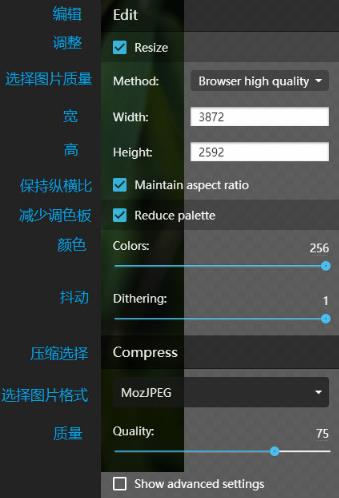 编辑 Edit
调整 Resize
选择图片质量 Method: Browser high quality
宽 Width: 3872
高 Height: 2592
保持纵横比 Maintain aspect ratio
减少调色板 Reduce palette
颜色 Colors: 256
抖动 Dithering: 1
压缩选择 Compress
选择图片格式 MozJPEG
质量 Quality: 75
Show advanced settings